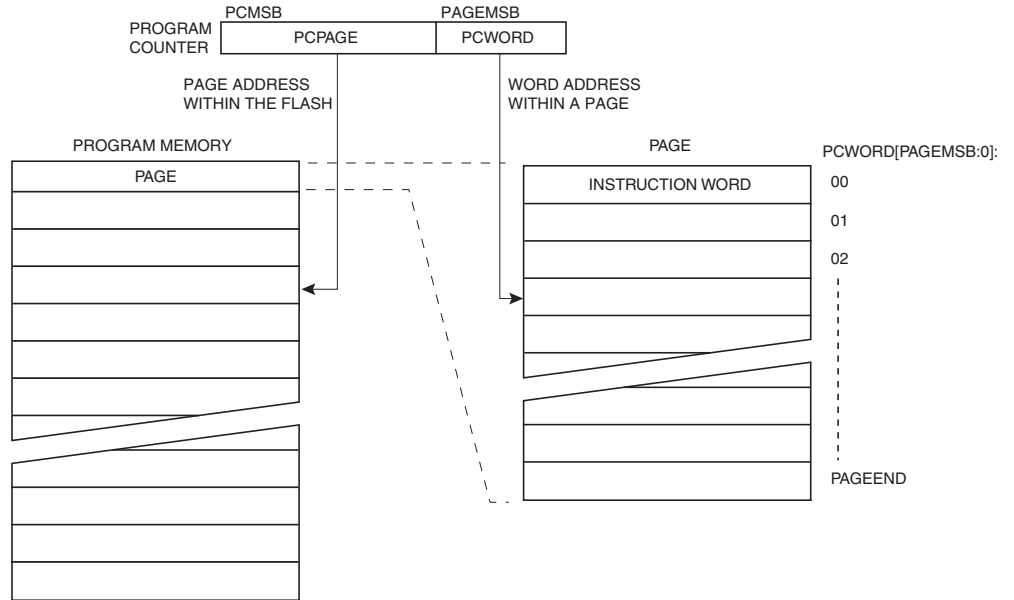 PCMSB PAGEMSB
PROGRAM
COUNTER
PCPAGE PCWORD
PAGE ADDRESS
WITHIN THE FLASH
WORD ADDRESS
WITHIN A PAGE
PROGRAM MEMORY
PAGE
PAGE
INSTRUCTION WORD
PCWORD[PAGEMSB:0]:
00
01
02
PAGEEND